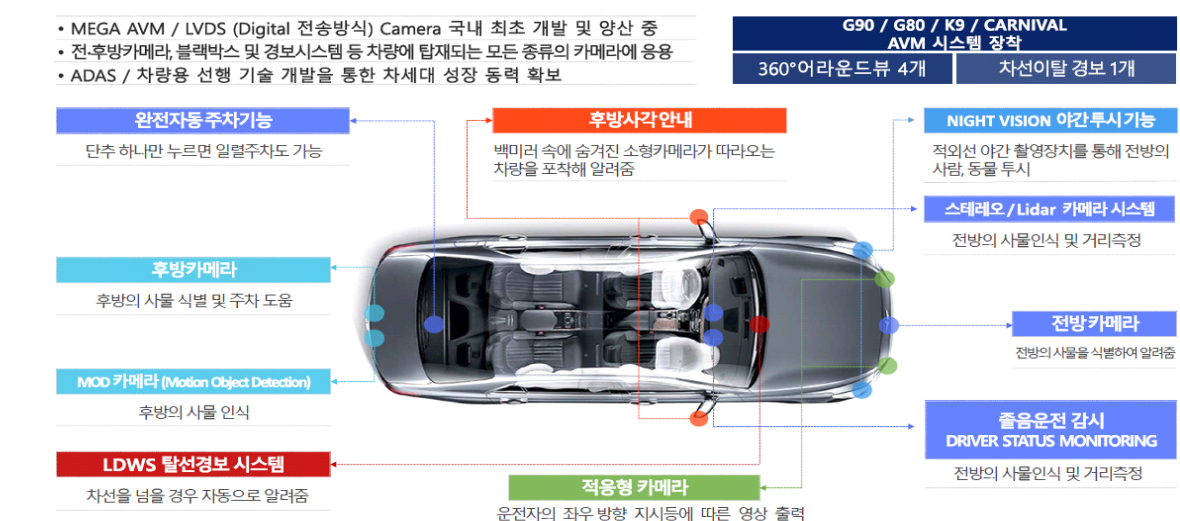 • MEGA AVM / LVDS (Digital 전송방식) Camera 국내 최초 개발 및 양산 중
• 전·후방카메라, 블랙박스 및 경보시스템 등 차량에 탑재되는 모든 종류의 카메라에 응용
• ADAS / 차량용 선행 기술 개발을 통한 차세대 성장 동력 확보
G90 / G80 / K9 / CARNIVAL
AVM 시스템 장착
360°어라운드뷰 4개
차선이탈 경보 1개
완전자동 주차기능
단추 하나만 누르면 일렬주차도 가능
후방사각 안내
백미러 속에 숨겨진 소형카메라가 따라오는
차량을 포착해 알려줌
NIGHT VISION 야간 투시 기능
적외선 야간 촬영장치를 통해 전방의
사람, 동물 투시
스테레오 / Lidar 카메라 시스템
전방의 사물인식 및 거리측정
후방카메라
후방의 사물 식별 및 주차 도움
전방 카메라
전방의 사물을 식별하여 알려줌
MOD 카메라 (Motion Object Detection)
후방의 사물 인식
졸음운전 감시
DRIVER STATUS MONITORING
전방의 사물인식 및 거리측정
LDWS 탈선경보 시스템
차선을 넘을 경우 자동으로 알려줌
적응형 카메라
운전자의 좌우 방향 지시등에 따른 영상 출력